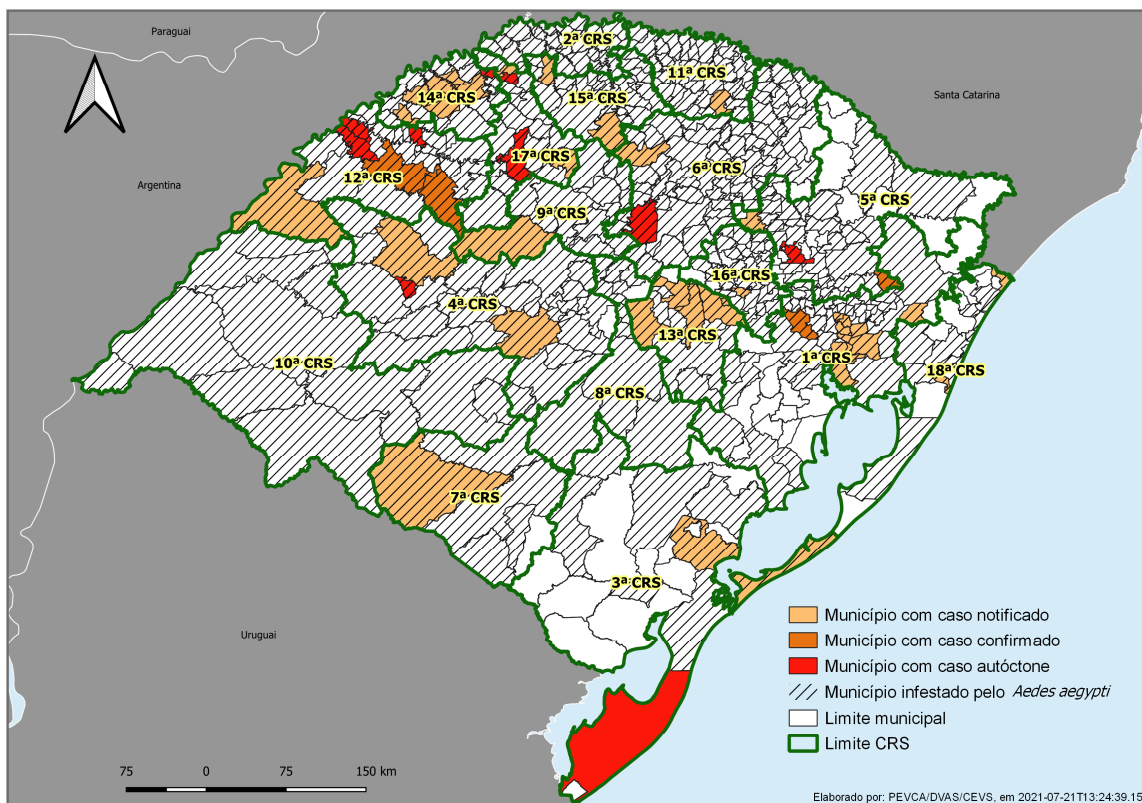 Paraguai
Santa Catarina
Argentina
Uruguai
2ª CRS
11ª CRS
14ª CRS
15ª CRS
17ª CRS
6ª CRS
12ª CRS
5ª CRS
9ª CRS
16ª CRS
4ª CRS
13ª CRS
10ª CRS
1ª CRS
18ª CRS
8ª CRS
7ª CRS
3ª CRS
Município com caso notificado
Município com caso confirmado
Município com caso autóctone
Município infestado pelo Aedes aegypti
Limite municipal
Limite CRS
75 0 75 150 km
Elaborado por: PEVCA/DVAS/CEVS, em 2021-07-21T13:24:39.15